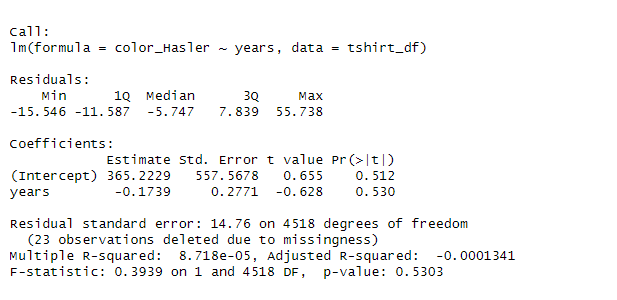 Call:
lm(formula = color_Hasler ~ years, data = tshirt_df)
Residuals:
Min 1Q Median 3Q Max
-15.546 -11.587 -5.747 7.839 55.738
Coefficients:
Estimate Std. Error t value Pr(>|t|)
(Intercept) 365.2229 557.5678 0.655 0.512
years -0.1739 0.2771 -0.628 0.530
Residual standard error: 14.76 on 4518 degrees of freedom
(23 observations deleted due to missingness)
Multiple R-squared: 8.718e-05, Adjusted R-squared: -0.0001341
F-statistic: 0.3939 on 1 and 4518 DF, p-value: 0.5303